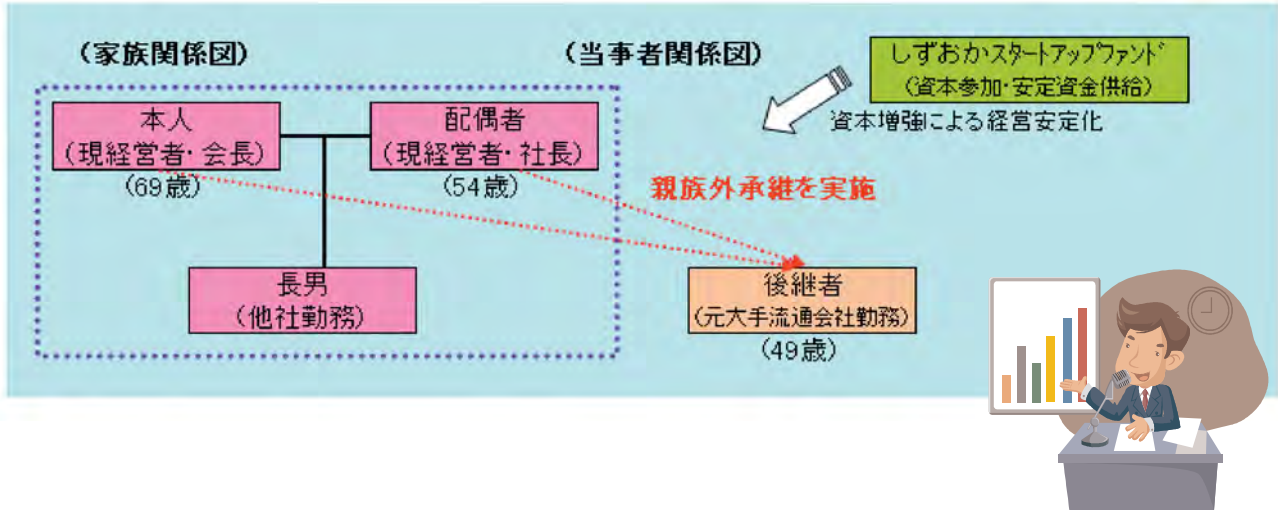 (家族関係図)
(当事者関係図)
しずおかスタートアップファンド
(資本参加・安定資金供給)
資本増強による経営安定化
本人
(現経営者・会長)
(69歳)
配偶者
(現経営者・社長)
(54歳)
親族外承継を実施
長男
(他社勤務)
後継者
(元大手流通会社勤務)
(49歳)